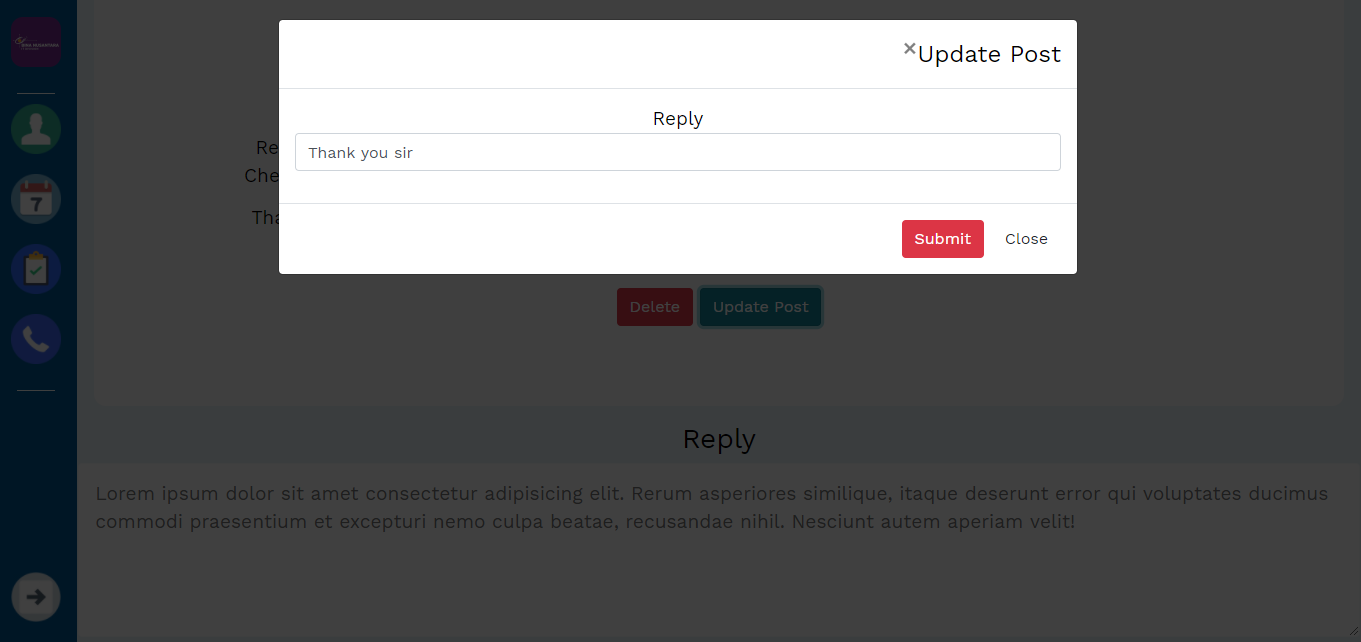 ×Update Post
Reply
Thank you sir
Submit Close
Re
Che
Tha
Delete Update Post
Reply
Lorem ipsum dolor sit amet consectetur adipisicing elit. Rerum asperiores similique, itaque deserunt error qui voluptates ducimus
commodi praesentium et excepturi nemo culpa beatae, recusandae nihil. Nesciunt autem aperiam velit!
7